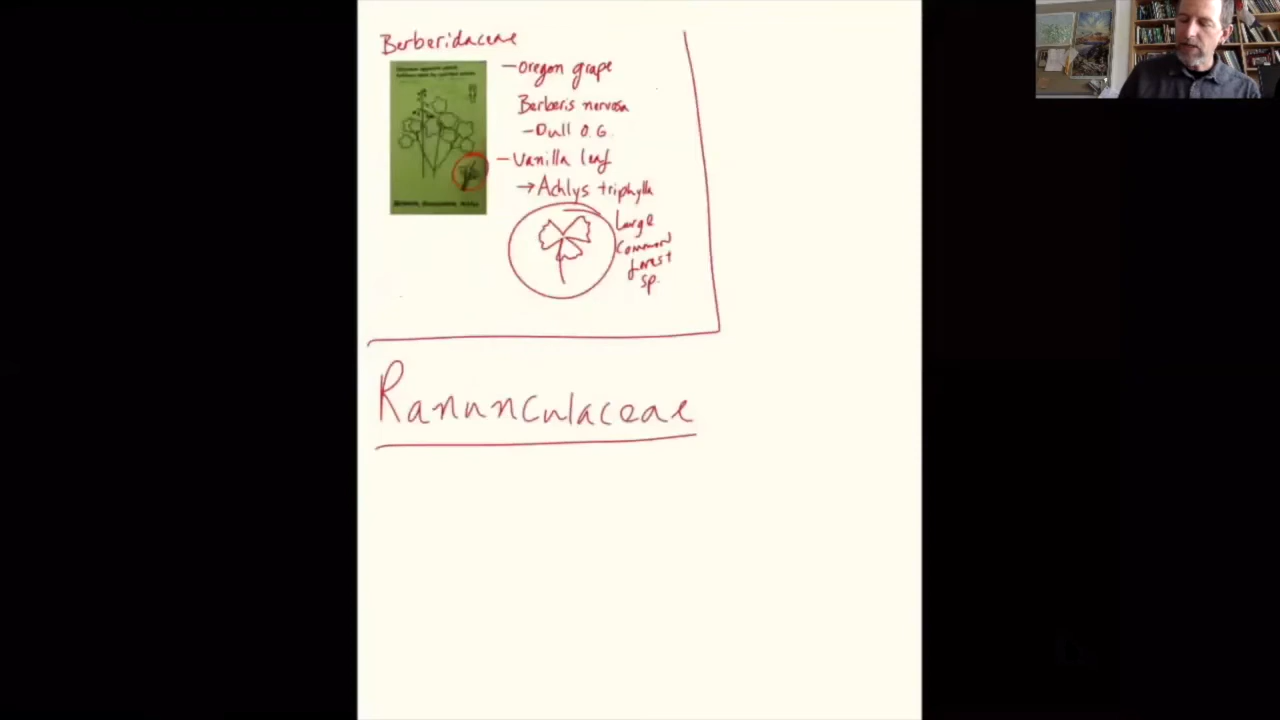 Berberidaceae
– Oregon grape
Berberis nervosa
– Dull O.G.
– Vanilla leaf
→ Achlys triphylla
Large
common
forest
sp.
Ranunculaceae